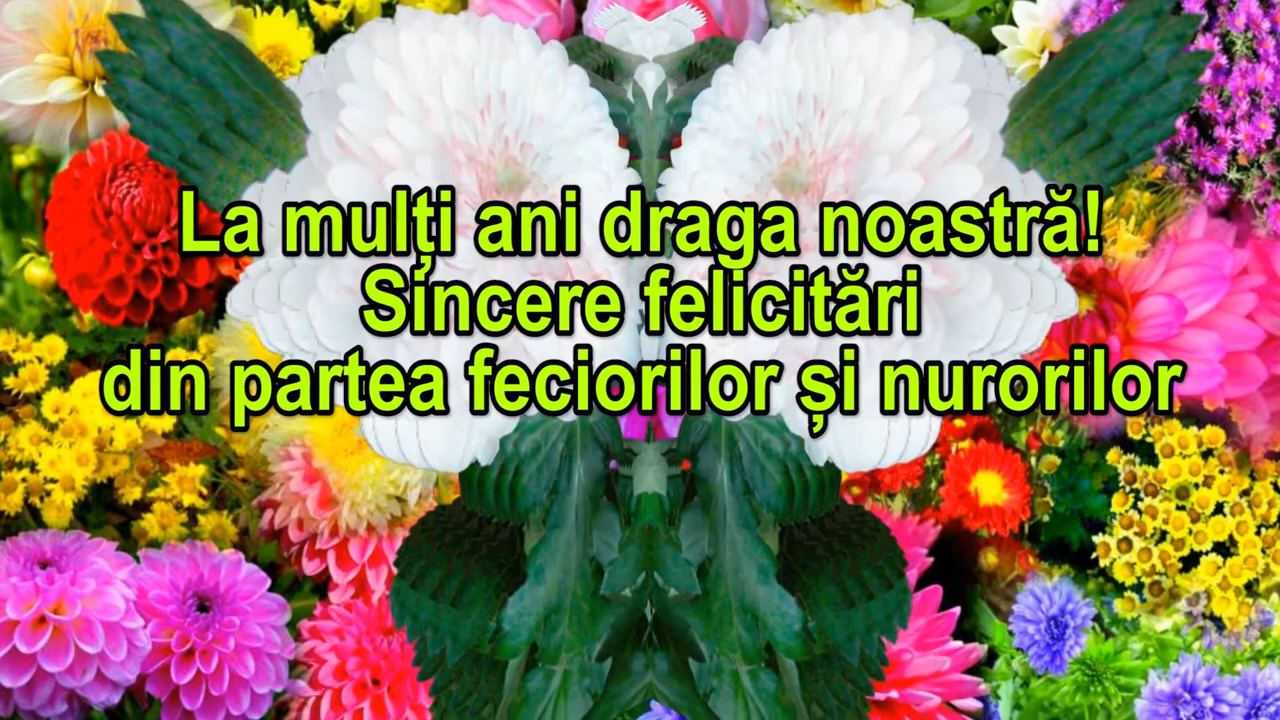 La mulți ani draga noastră!
Sincere felicitări
din partea feciorilor și nurorilor